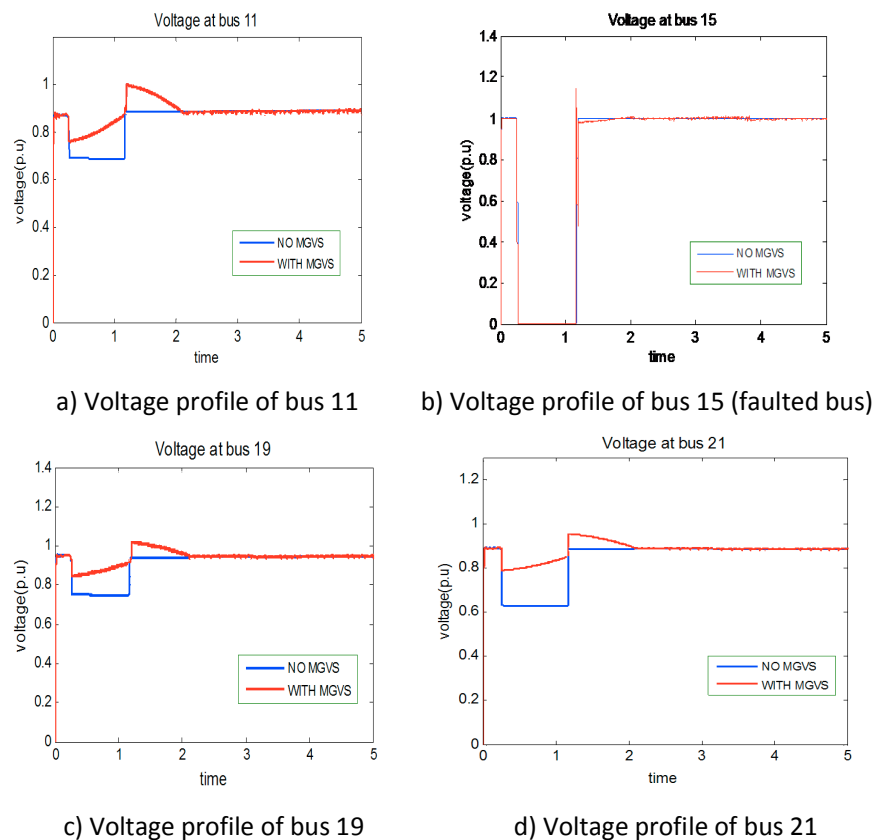 Voltage at bus 11
1
0.8
0.6
0.4
0.2
0
voltage(p.u)
NO MGVS
WITH MGVS
0 1 2 3 4 5
time
a) Voltage profile of bus 11
Voltage at bus 15
1.4
1.2
1
0.8
0.6
0.4
0.2
0
voltage(p.u)
NO MGVS
WITH MGVS
0 1 2 3 4 5
time
b) Voltage profile of bus 15 (faulted bus)
Voltage at bus 19
1.4
1.2
1
0.8
0.6
0.4
0.2
0
voltage(p.u)
NO MGVS
WITH MGVS
0 1 2 3 4 5
time
c) Voltage profile of bus 19
Voltage at bus 21
1.2
1
0.8
0.6
0.4
0.2
0
voltage(p.u)
NO MGVS
WITH MGVS
0 1 2 3 4 5
time
d) Voltage profile of bus 21